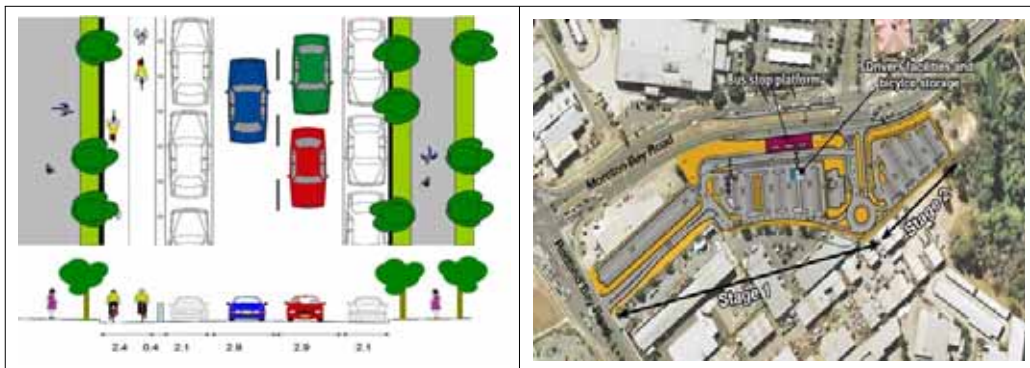 2.4 0.4 2.1 2.8 2.9 2.1
Bus stop platform
Drivers facilities and
bicylce storage
Moreton Bay Road
Stage 2
Stage 1